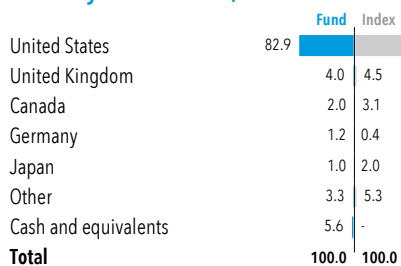 Fund Index
United States 82.9
United Kingdom 4.0 4.5
Canada 2.0 3.1
Germany 1.2 0.4
Japan 1.0 2.0
Other 3.3 5.3
Cash and equivalents 5.6 -
Total 100.0 100.0